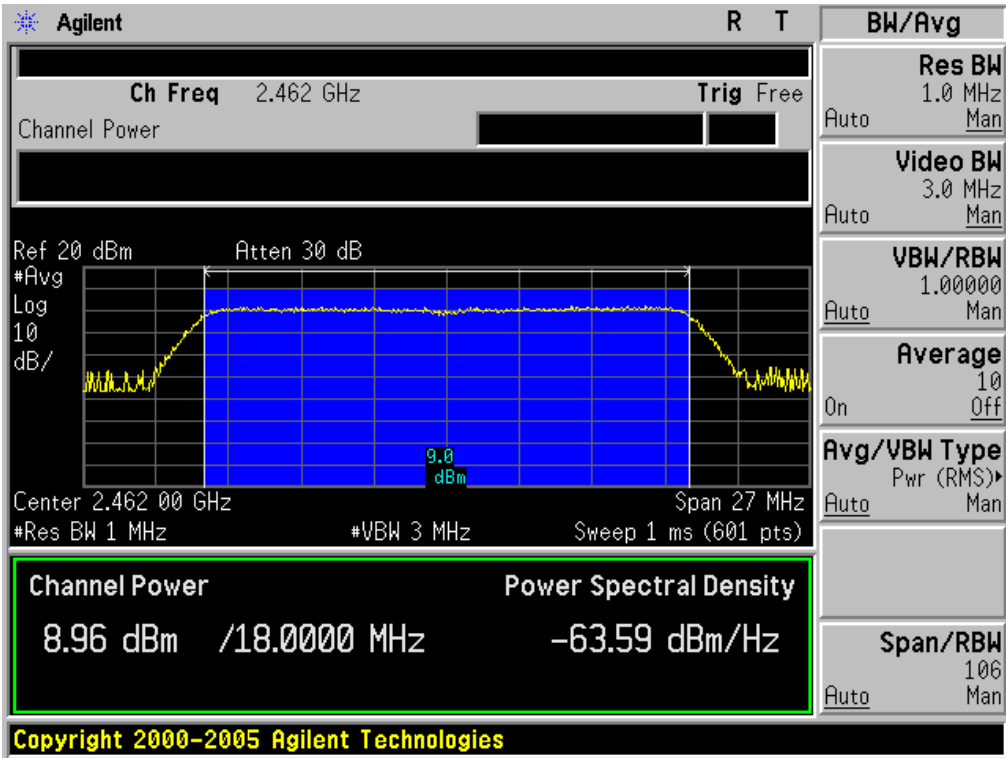 Agilent R T
Ch Freq 2.462 GHz Trig Free
Channel Power
Ref 20 dBm Atten 30 dB
#Avg
Log
10
dB/
9.0
dBm
Center 2.462 00 GHz Span 27 MHz
#Res BW 1 MHz #VBW 3 MHz Sweep 1 ms (601 pts)
Channel Power Power Spectral Density
8.96 dBm /18.0000 MHz -63.59 dBm/Hz
Copyright 2000-2005 Agilent Technologies
BW/Avg
Res BW
1.0 MHz
Auto Man
Video BW
3.0 MHz
Auto Man
VBW/RBW
1.00000
Auto Man
Average
10
On Off
Avg/VBW Type
Pwr (RMS)▸
Auto Man
Span/RBW
106
Auto Man